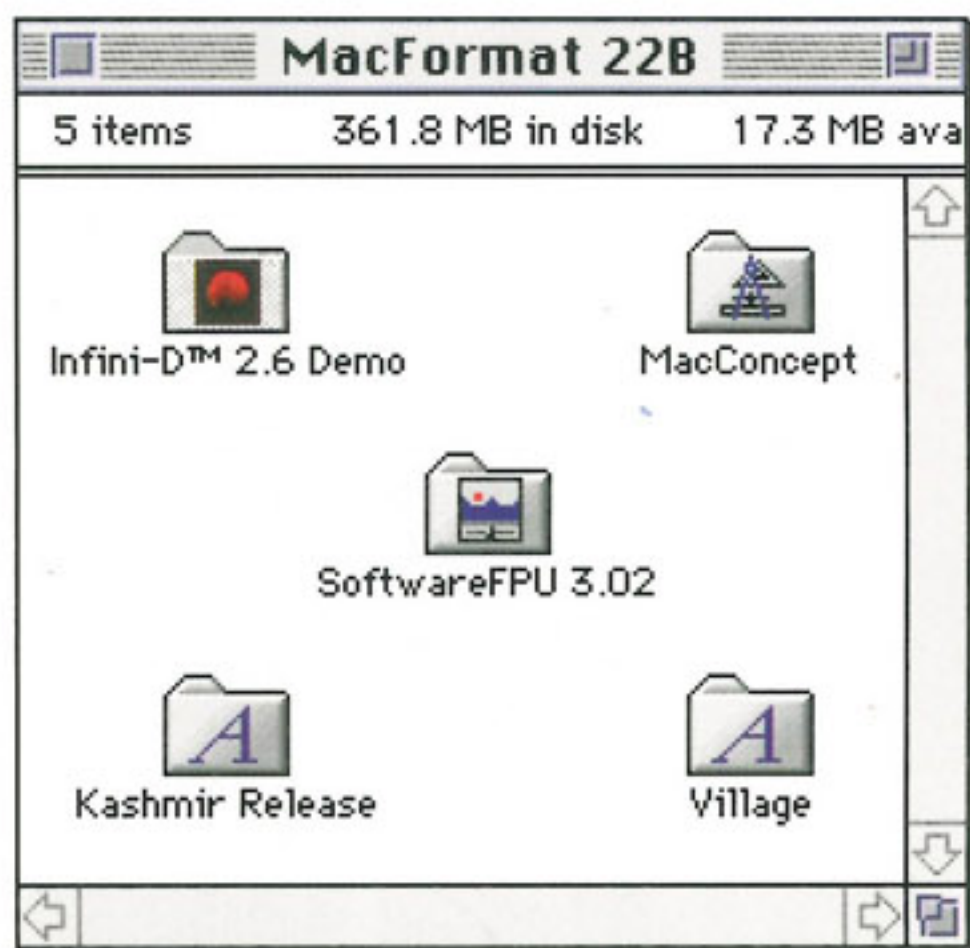 MacFormat 22B
5 items 361.8 MB in disk 17.3 MB ava
Infini-D™ 2.6 Demo MacConcept
SoftwareFPU 3.02
Kashmir Release Village